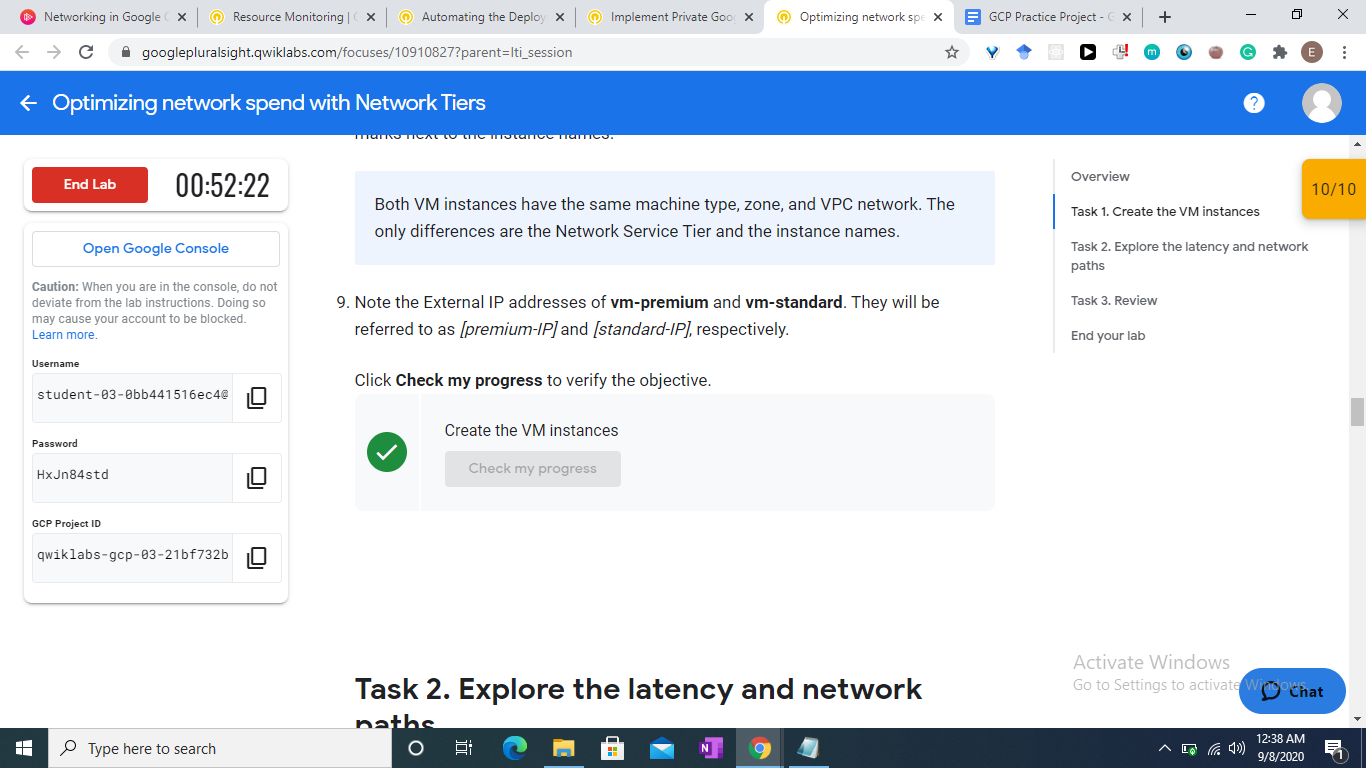 Networking in Google C
Resource Monitoring | G
Automating the Deploy
Implement Private Goo
Optimizing network spe
GCP Practice Project - G
googlepluralsight.qwiklabs.com/focuses/10910827?parent=lti_session
E
Optimizing network spend with Network Tiers
marks next to the instance names.
End Lab
00:52:22
Open Google Console
Caution: When you are in the console, do not
deviate from the lab instructions. Doing so
may cause your account to be blocked.
Learn more.
Username
student-03-0bb441516ec4@
Password
HxJn84std
GCP Project ID
qwiklabs-gcp-03-21bf732b
Both VM instances have the same machine type, zone, and VPC network. The
only differences are the Network Service Tier and the instance names.
9. Note the External IP addresses of vm-premium and vm-standard. They will be
referred to as [premium-IP] and [standard-IP], respectively.
Click Check my progress to verify the objective.
Create the VM instances
Check my progress
Task 2. Explore the latency and network
paths
Overview
Task 1. Create the VM instances
Task 2. Explore the latency and network
paths
Task 3. Review
End your lab
10/10
Activate Windows
Go to Settings to activate Windows.
Chat
Type here to search
12:38 AM
9/8/2020
1